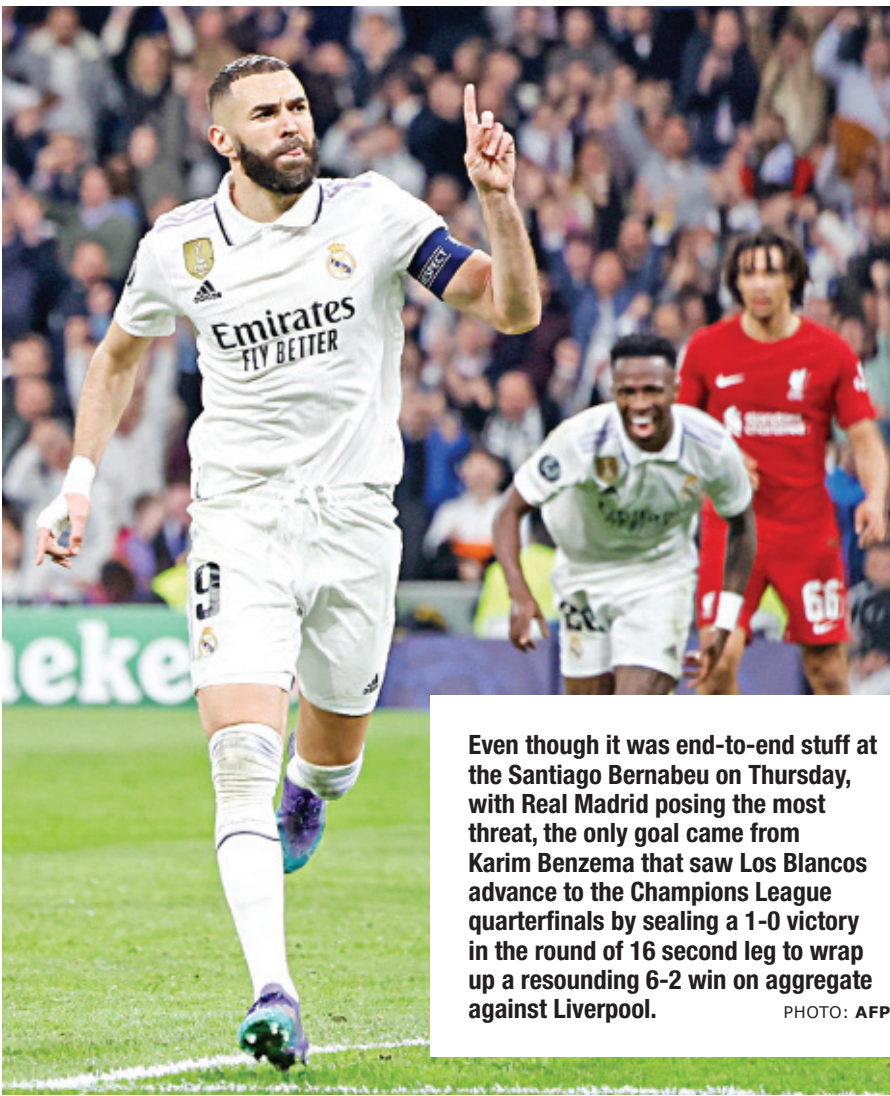 RESPECT
adidas
Emirates
FLY BETTER
9
66
eke
Even though it was end-to-end stuff at
the Santiago Bernabeu on Thursday,
with Real Madrid posing the most
threat, the only goal came from
Karim Benzema that saw Los Blancos
advance to the Champions League
quarterfinals by sealing a 1-0 victory
in the round of 16 second leg to wrap
up a resounding 6-2 win on aggregate
against Liverpool.
PHOTO: AFP